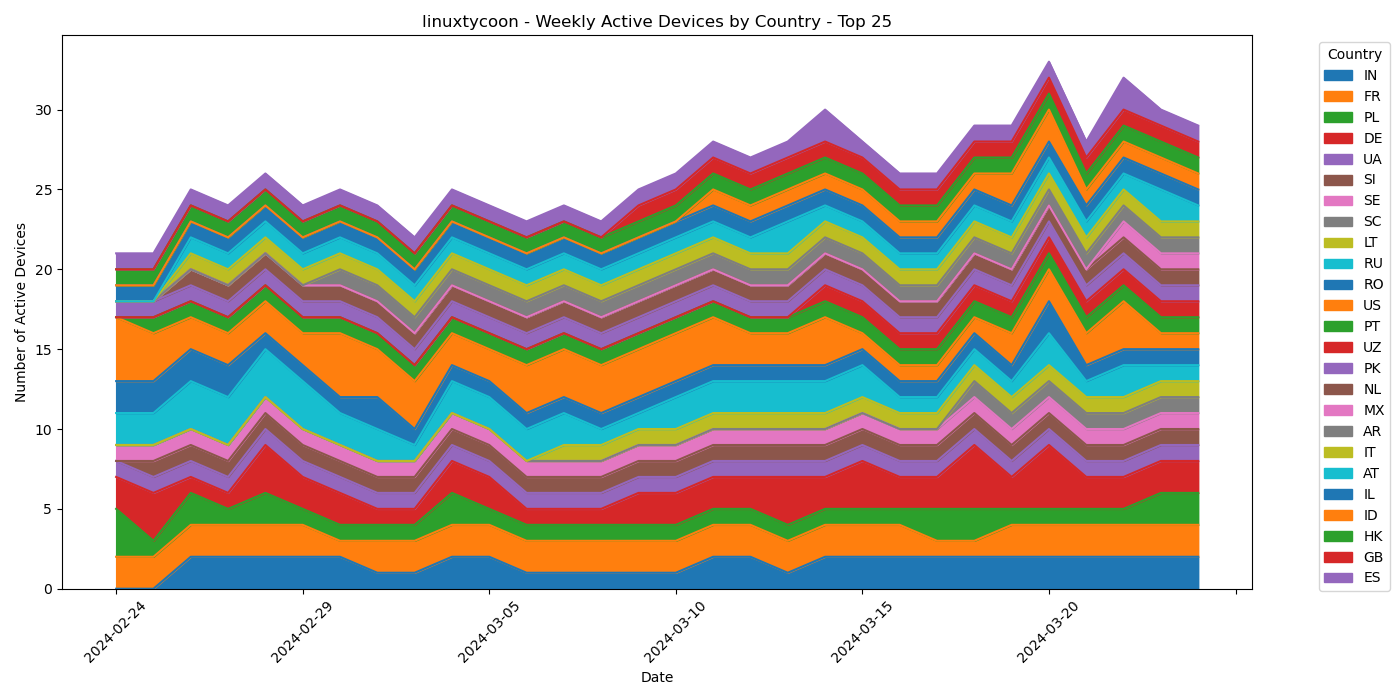 linuxtycoon - Weekly Active Devices by Country - Top 25
Number of Active Devices
30
25
20
15
10
5
0
2024-02-24
2024-02-29
2024-03-05
2024-03-10
2024-03-15
2024-03-20
Date
Country
IN
FR
PL
DE
UA
SI
SE
SC
LT
RU
RO
US
PT
UZ
PK
NL
MX
AR
IT
AT
IL
ID
HK
GB
ES